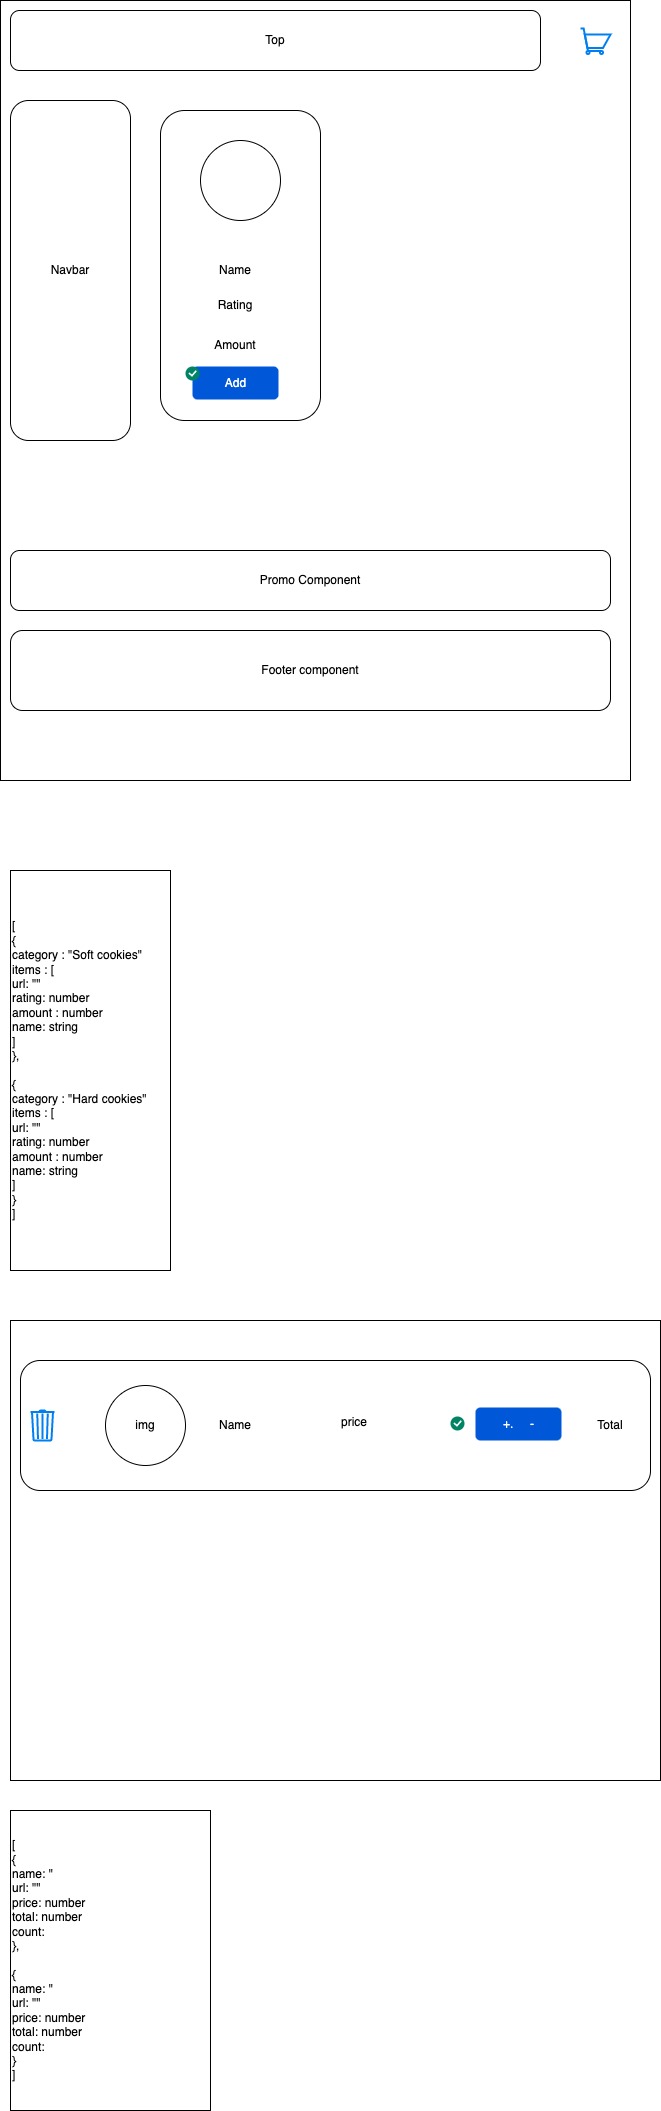 Top
Navbar
Name
Rating
Amount
Add
Promo Component
Footer component
[
{
category : "Soft cookies"
items : [
url: ""
rating: number
amount : number
name: string
]
},
{
category : "Hard cookies"
items : [
url: ""
rating: number
amount : number
name: string
]
}
]
img
Name
price
+. -
Total
[
{
name: "
url: ""
price: number
total: number
count:
},
{
name: "
url: ""
price: number
total: number
count:
}
]